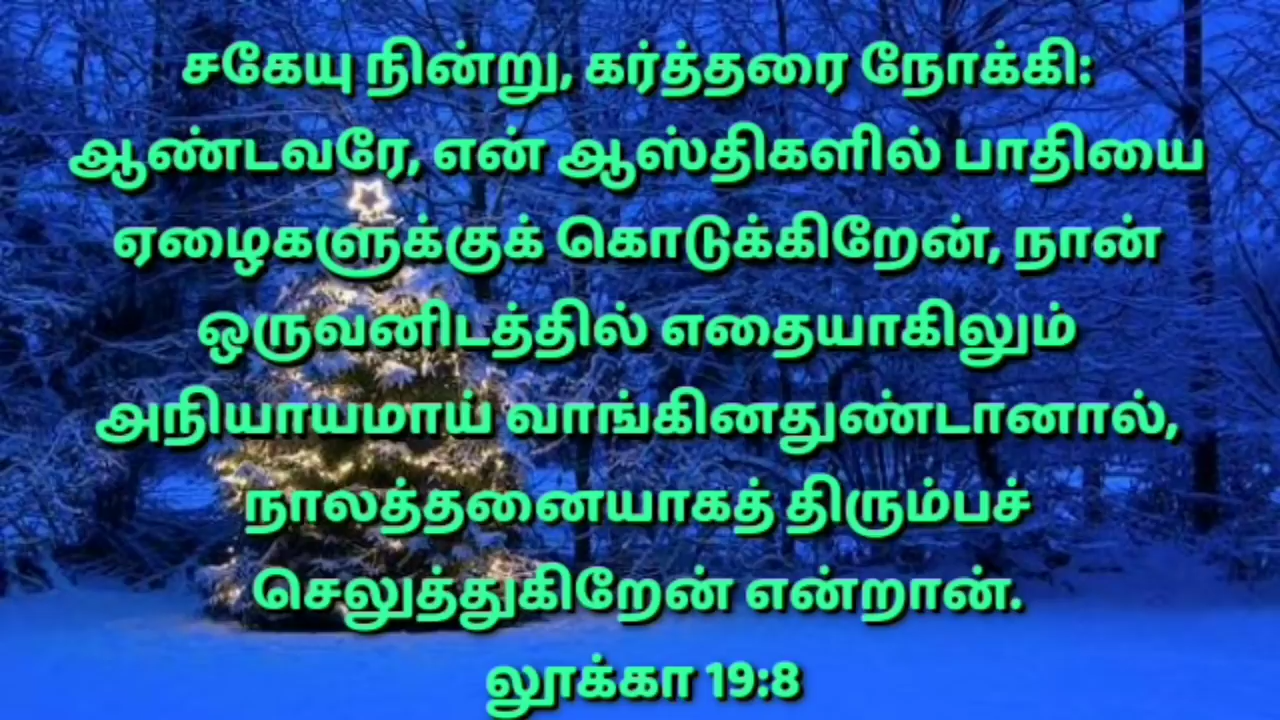 சகேயு நின்று, கர்த்தரை நோக்கி:
ஆண்டவரே, என் ஆஸ்திகளில் பாதியை
ஏழைகளுக்குக் கொடுக்கிறேன், நான்
ஒருவனிடத்தில் எதையாகிலும்
அநியாயமாய் வாங்கினதுண்டானால்,
நாலத்தனையாகத் திரும்பச்
செலுத்துகிறேன் என்றான்.
லூக்கா 19:8